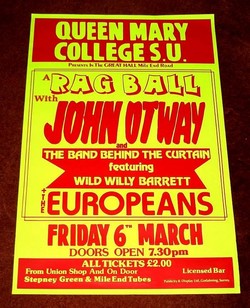 QUEEN MARY
COLLEGE S.U.
Presents In The GREAT HALL Mile End Road
A RAG BALL
With
JOHN OTWAY
and
THE BAND BEHIND THE CURTAIN
featuring
WILD WILLY BARRETT
+THE EUROPEANS
FRIDAY 6TH MARCH
DOORS OPEN 7.30pm
ALL TICKETS £2.00
From Union Shop And On Door
Licensed Bar
Stepney Green & Mile End Tubes